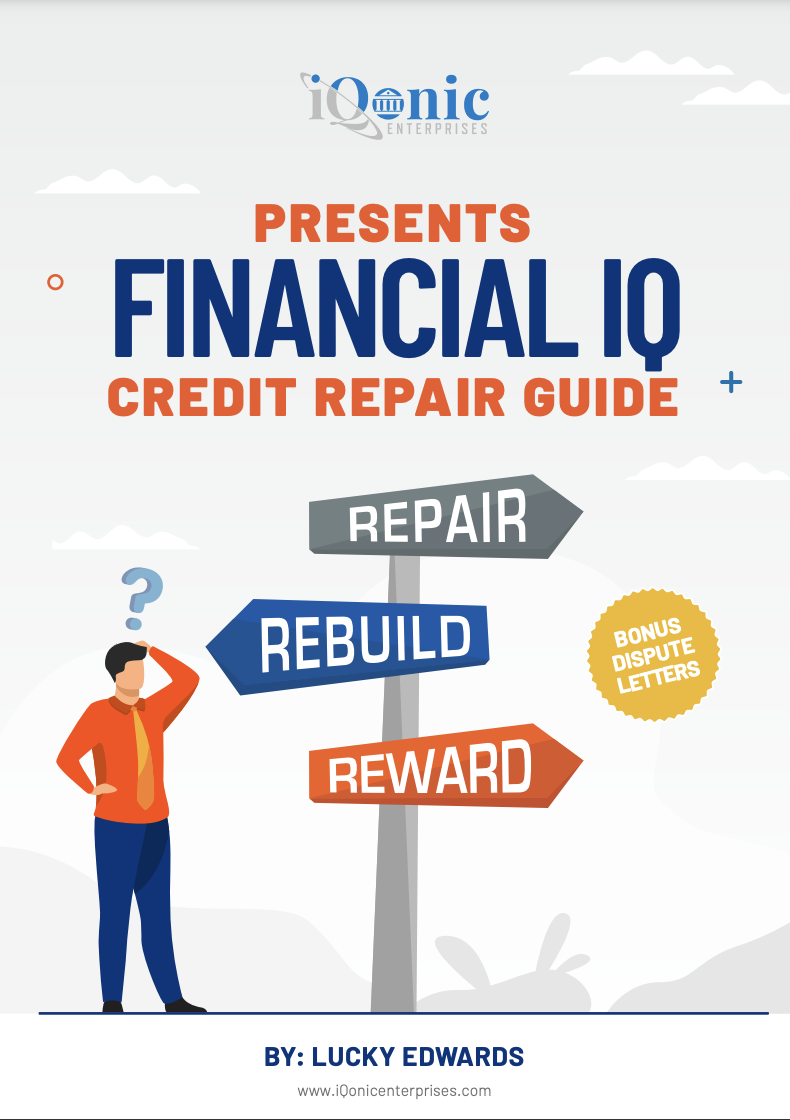 iQonic
ENTERPRISES
PRESENTS
FINANCIAL IQ
CREDIT REPAIR GUIDE
REPAIR
?
REBUILD
BONUS
DISPUTE
LETTERS
REWARD
BY: LUCKY EDWARDS
www.iQonicenterprises.com